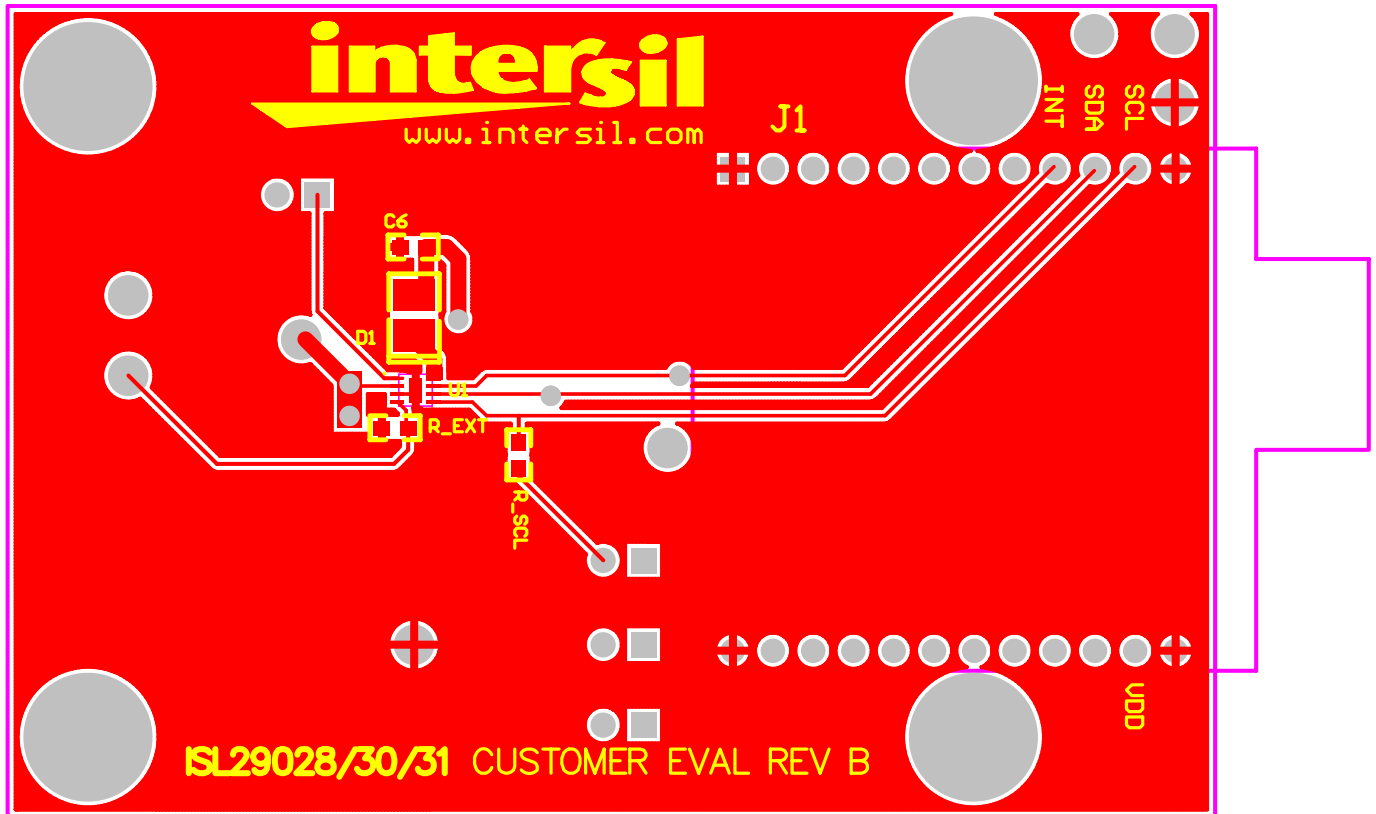 intersil
www.intersil.com
J1
INT
SDA
SCL
C6
D1
U1
R_EXT
R_SCL
VDD
ISL29028/30/31 CUSTOMER EVAL REV B